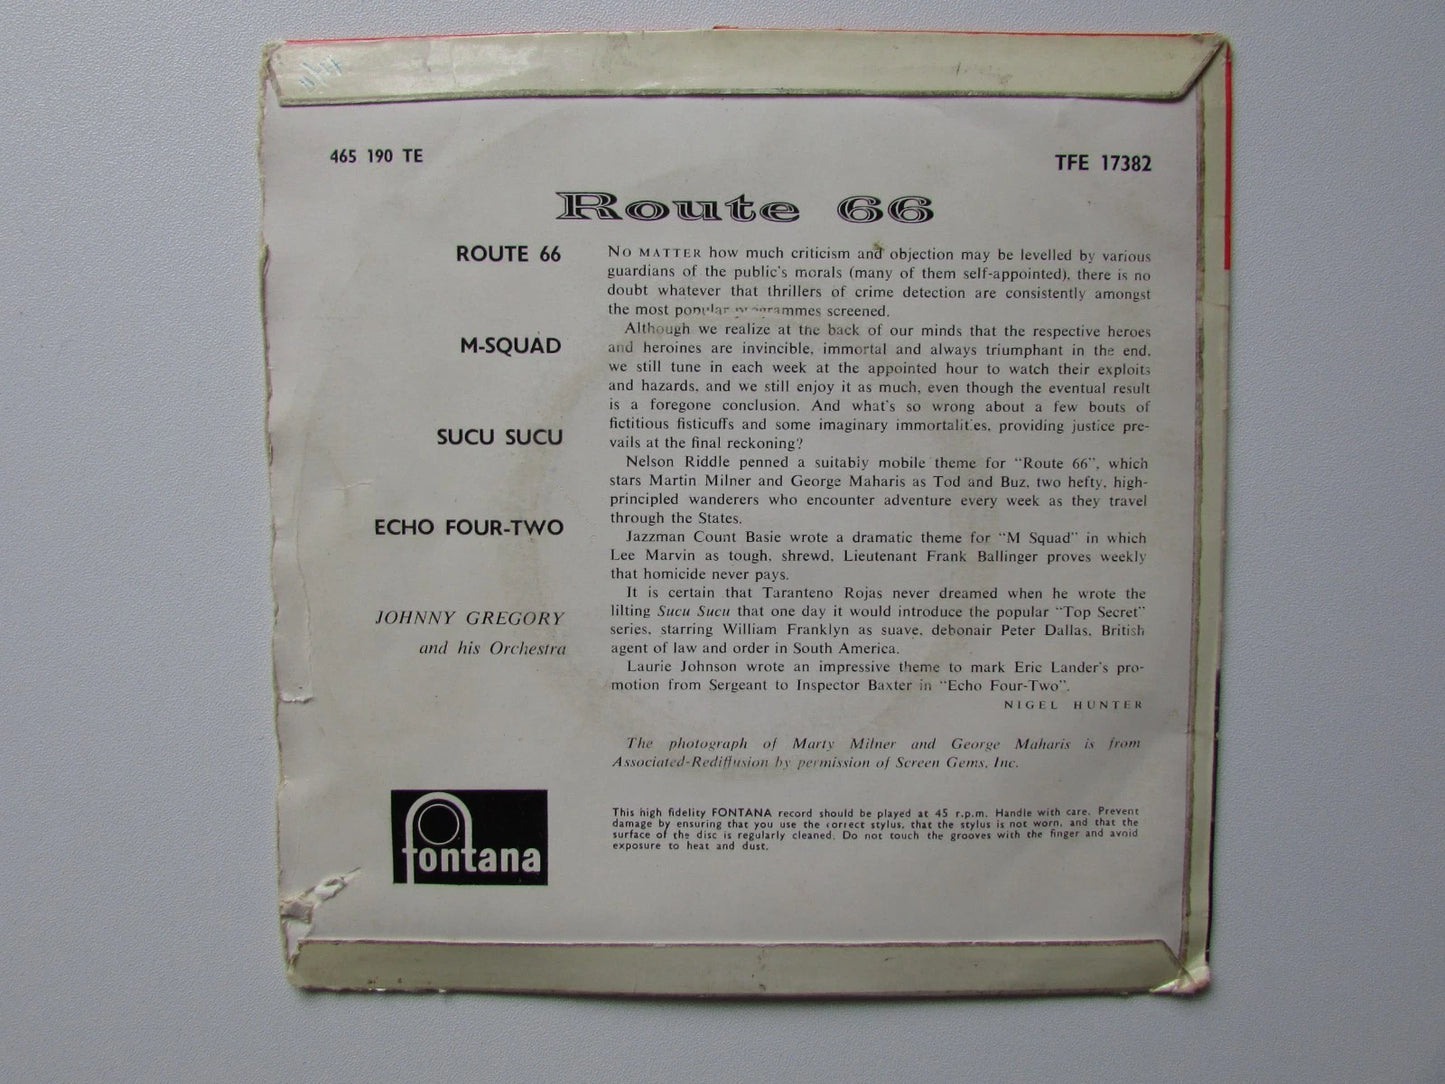 465 190 TE
TFE 17382
Route 66
ROUTE 66
M-SQUAD
SUCU SUCU
ECHO FOUR-TWO
JOHNNY GREGORY
and his Orchestra
NO MATTER how much criticism and objection may be levelled by various
guardians of the public's morals (many of them self-appointed), there is no
doubt whatever that thrillers of crime detection are consistently amongst
the most popular programmes screened.
Although we realize at the back of our minds that the respective heroes
and heroines are invincible, immortal and always triumphant in the end,
we still tune in each week at the appointed hour to watch their exploits
and hazards, and we still enjoy it as much, even though the eventual result
is a foregone conclusion. And what's so wrong about a few bouts of
fictitious fisticuffs and some imaginary immortalities, providing justice pre-
vails at the final reckoning?
Nelson Riddle penned a suitably mobile theme for "Route 66", which
stars Martin Milner and George Maharis as Tod and Buz, two hefty, high-
principled wanderers who encounter adventure every week as they travel
through the States.
Jazzman Count Basie wrote a dramatic theme for "M Squad" in which
Lee Marvin as tough, shrewd, Lieutenant Frank Ballinger proves weekly
that homicide never pays.
It is certain that Taranteno Rojas never dreamed when he wrote the
lilting Sucu Sucu that one day it would introduce the popular "Top Secret"
series, starring William Franklyn as suave, debonair Peter Dallas, British
agent of law and order in South America.
Laurie Johnson wrote an impressive theme to mark Eric Lander's pro-
motion from Sergeant to Inspector Baxter in "Echo Four-Two".
NIGEL HUNTER
The photograph of Marty Milner and George Maharis is from
Associated-Rediffusion by permission of Screen Gems, Inc.
fontana
This high fidelity FONTANA record should be played at 45 r.p.m. Handle with care. Prevent
damage by ensuring that you use the correct stylus, that the stylus is not worn, and that the
surface of the disc is regularly cleaned. Do not touch the grooves with the finger and avoid
exposure to heat and dust.